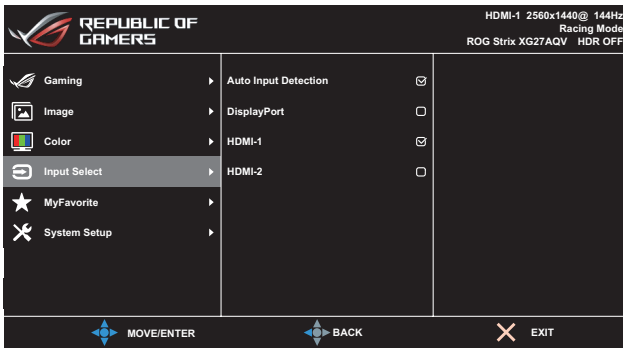 REPUBLIC OF
GAMERS
HDMI-1 2560x1440@ 144Hz
Racing Mode
ROG Strix XG27AQV HDR OFF
Gaming
Image
Color
Input Select
MyFavorite
System Setup
Auto Input Detection
DisplayPort
HDMI-1
HDMI-2
MOVE/ENTER
BACK
EXIT